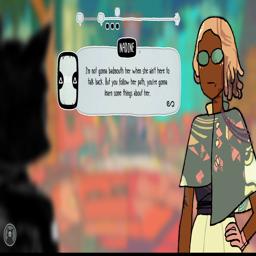 NADINE
I'm not gonna badmouth her when she ain't here to
talk back. But you follow her path, you're gonna
learn some things about her.